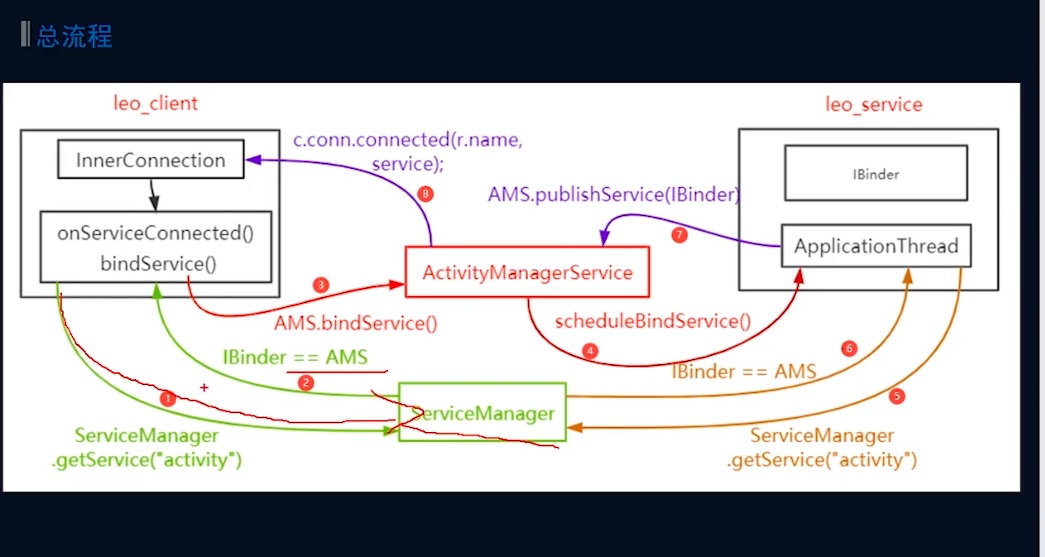 总流程
leo_client
leo_service
InnerConnection
c.conn.connected(r.name,
service);
IBinder
8
AMS.publishService(IBinder)
7
onServiceConnected()
bindService()
ApplicationThread
ActivityManagerService
3
AMS.bindService()
scheduleBindService()
4
6
IBinder == AMS
2
IBinder == AMS
5
1
ServiceManager
ServiceManager
.getService("activity")
ServiceManager
.getService("activity")